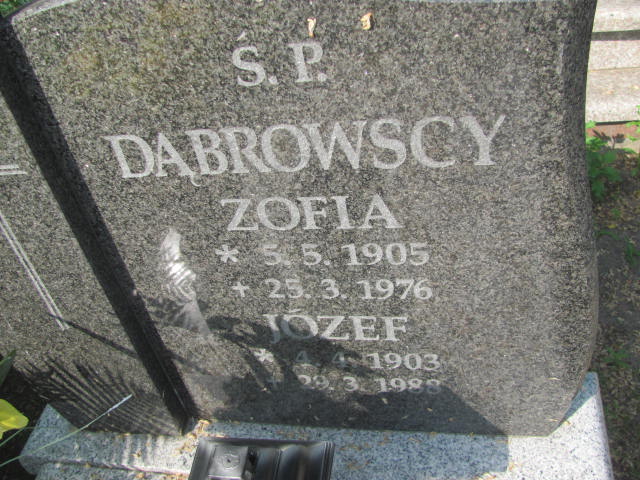 Ś. P.
DĄBROWSCY
ZOFIA
* 5. 5. 1905
+ 25. 3. 1976
JÓZEF
* 4. 4. 1903
+ 29. 3. 1988